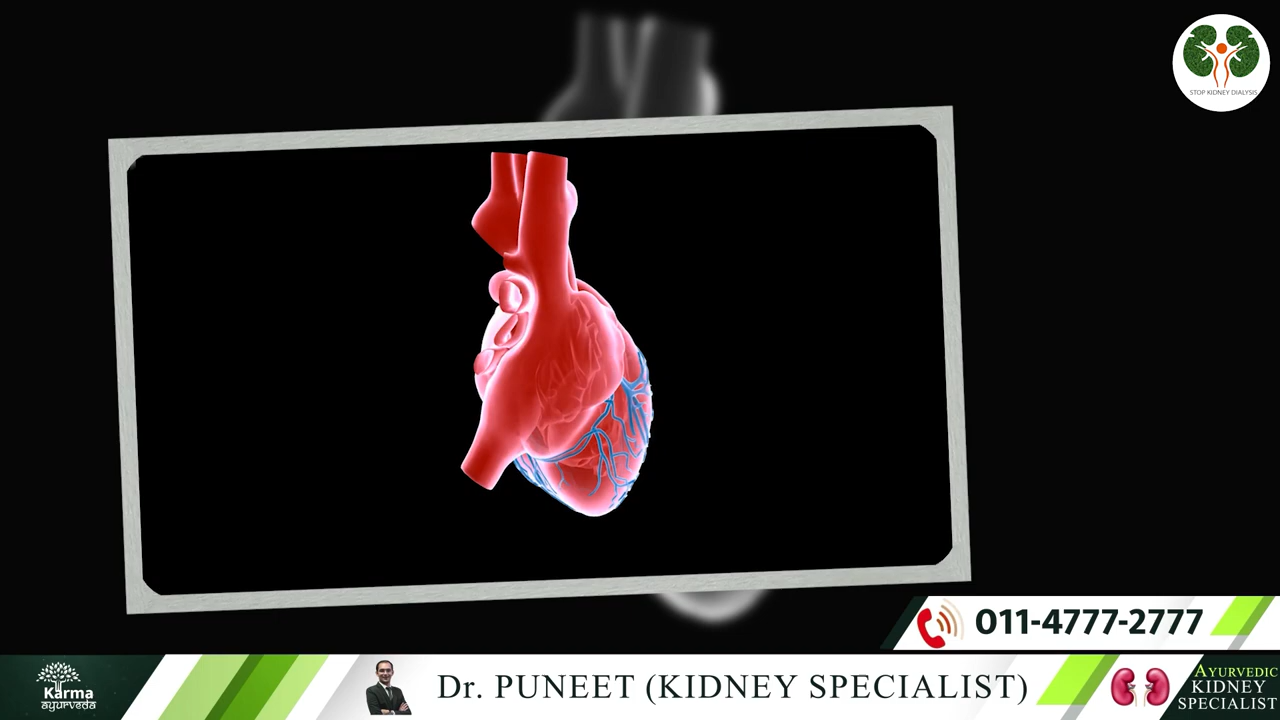 STOP KIDNEY DIALYSIS
011-4777-2777
Karma
ayurveda
Dr. PUNEET (KIDNEY SPECIALIST)
AYURVEDIC
KIDNEY
SPECIALIST